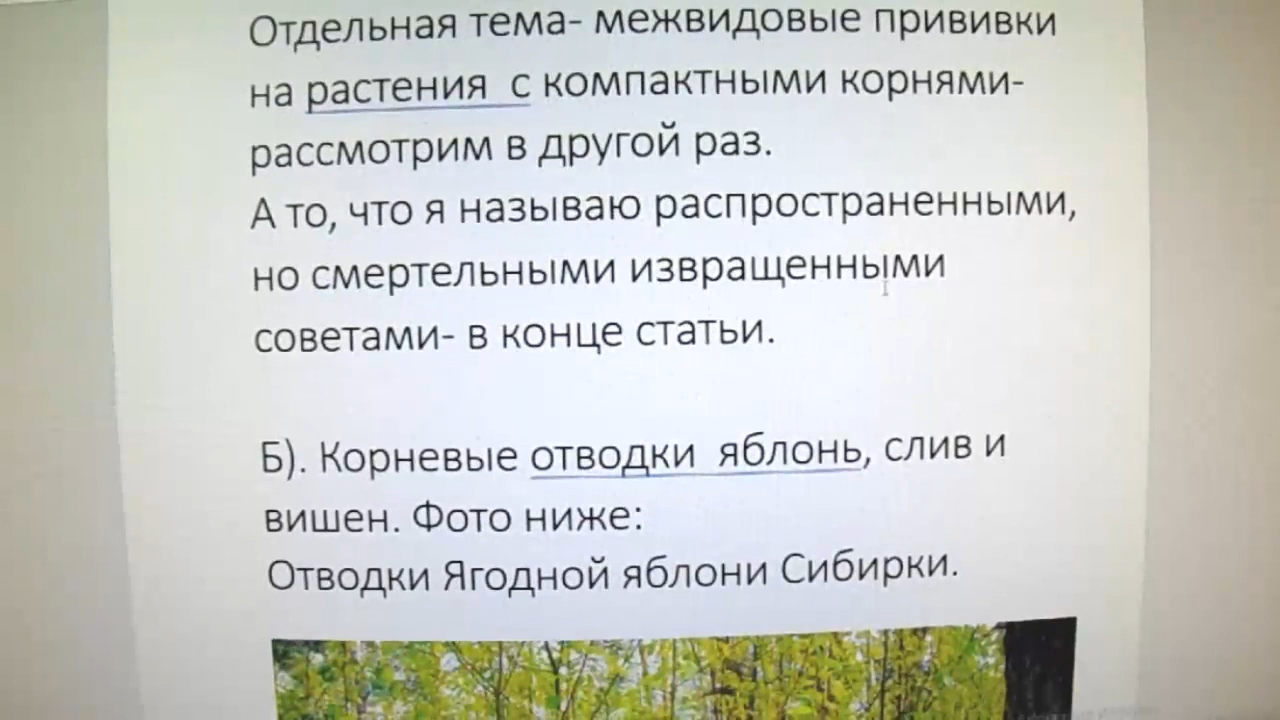 Отдельная тема- межвидовые прививки
на растения  с компактными корнями-
рассмотрим в другой раз.
А то, что я называю распространенными,
но смертельными извращенными
советами- в конце статьи.
Б). Корневые отводки  яблонь, слив и
вишен. Фото ниже:
Отводки Ягодной яблони Сибирки.